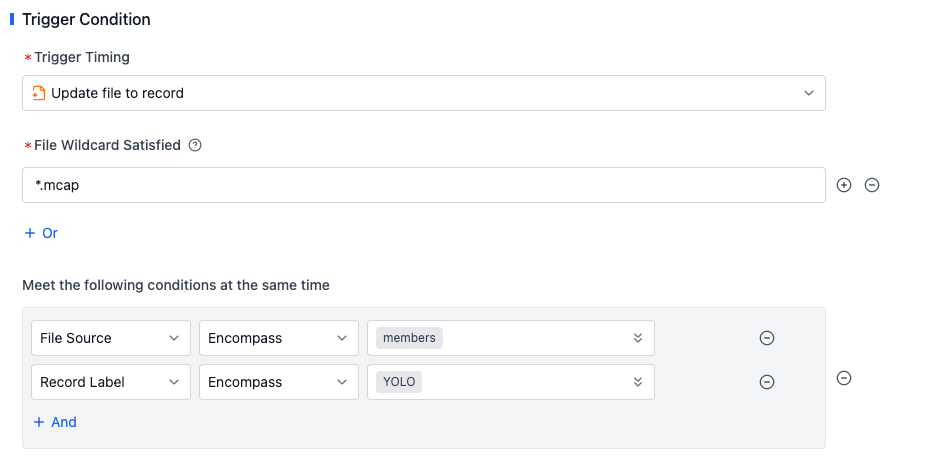 Trigger Condition
* Trigger Timing
Update file to record
* File Wildcard Satisfied ?
*.mcap
+ Or
Meet the following conditions at the same time
File Source Encompass members
Record Label Encompass YOLO
+ And